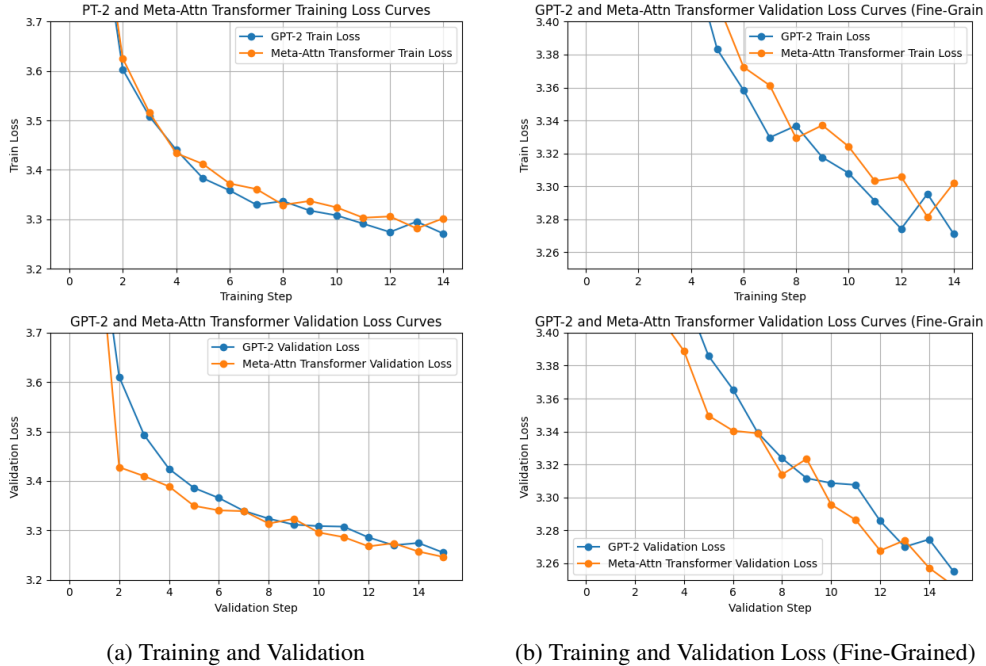 PT-2 and Meta-Attn Transformer Training Loss Curves
3.7
3.6
3.5
3.4
3.3
3.2
Train Loss
GPT-2 Train Loss
Meta-Attn Transformer Train Loss
0 2 4 6 8 10 12 14
Training Step
GPT-2 and Meta-Attn Transformer Validation Loss Curves (Fine-Grain
3.40
3.38
3.36
3.34
3.32
3.30
3.28
3.26
Train Loss
GPT-2 Train Loss
Meta-Attn Transformer Train Loss
0 2 4 6 8 10 12 14
Training Step
GPT-2 and Meta-Attn Transformer Validation Loss Curves
3.7
3.6
3.5
3.4
3.3
3.2
Validation Loss
GPT-2 Validation Loss
Meta-Attn Transformer Validation Loss
0 2 4 6 8 10 12 14
Validation Step
GPT-2 and Meta-Attn Transformer Validation Loss Curves (Fine-Grain
3.40
3.38
3.36
3.34
3.32
3.30
3.28
3.26
Validation Loss
GPT-2 Validation Loss
Meta-Attn Transformer Validation Loss
0 2 4 6 8 10 12 14
Validation Step
(a) Training and Validation
(b) Training and Validation Loss (Fine-Grained)